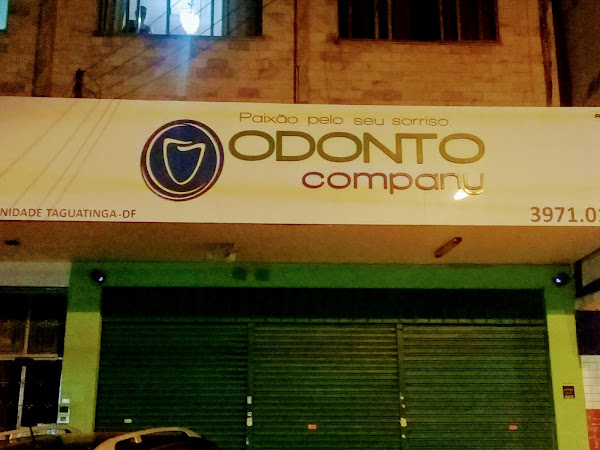 Paixão pelo seu sorriso
ODONTO
company
NIDADE TAGUATINGA-DF
3971.01